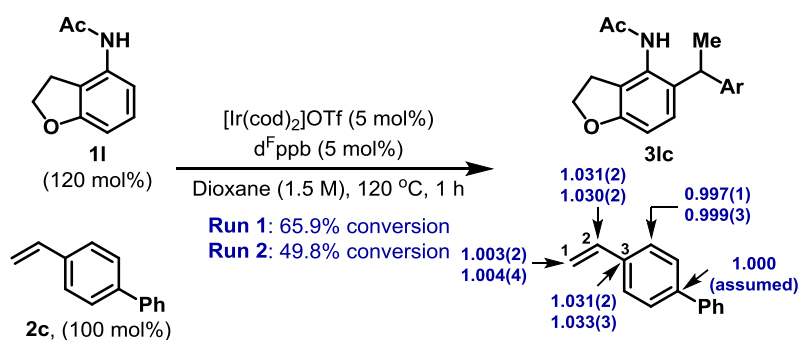 Ac
NH
O
1l
(120 mol%)
2c, (100 mol%)
Ph
[Ir(cod)2]OTf (5 mol%)
dFppb (5 mol%)
Dioxane (1.5 M), 120 oC, 1 h
Run 1: 65.9% conversion
Run 2: 49.8% conversion
Ac
NH
Me
Ar
O
3lc
1.031(2)
1.030(2)
0.997(1)
0.999(3)
1.003(2)
1.004(4)
1
2
3
1.000
(assumed)
1.031(2)
1.033(3)
Ph